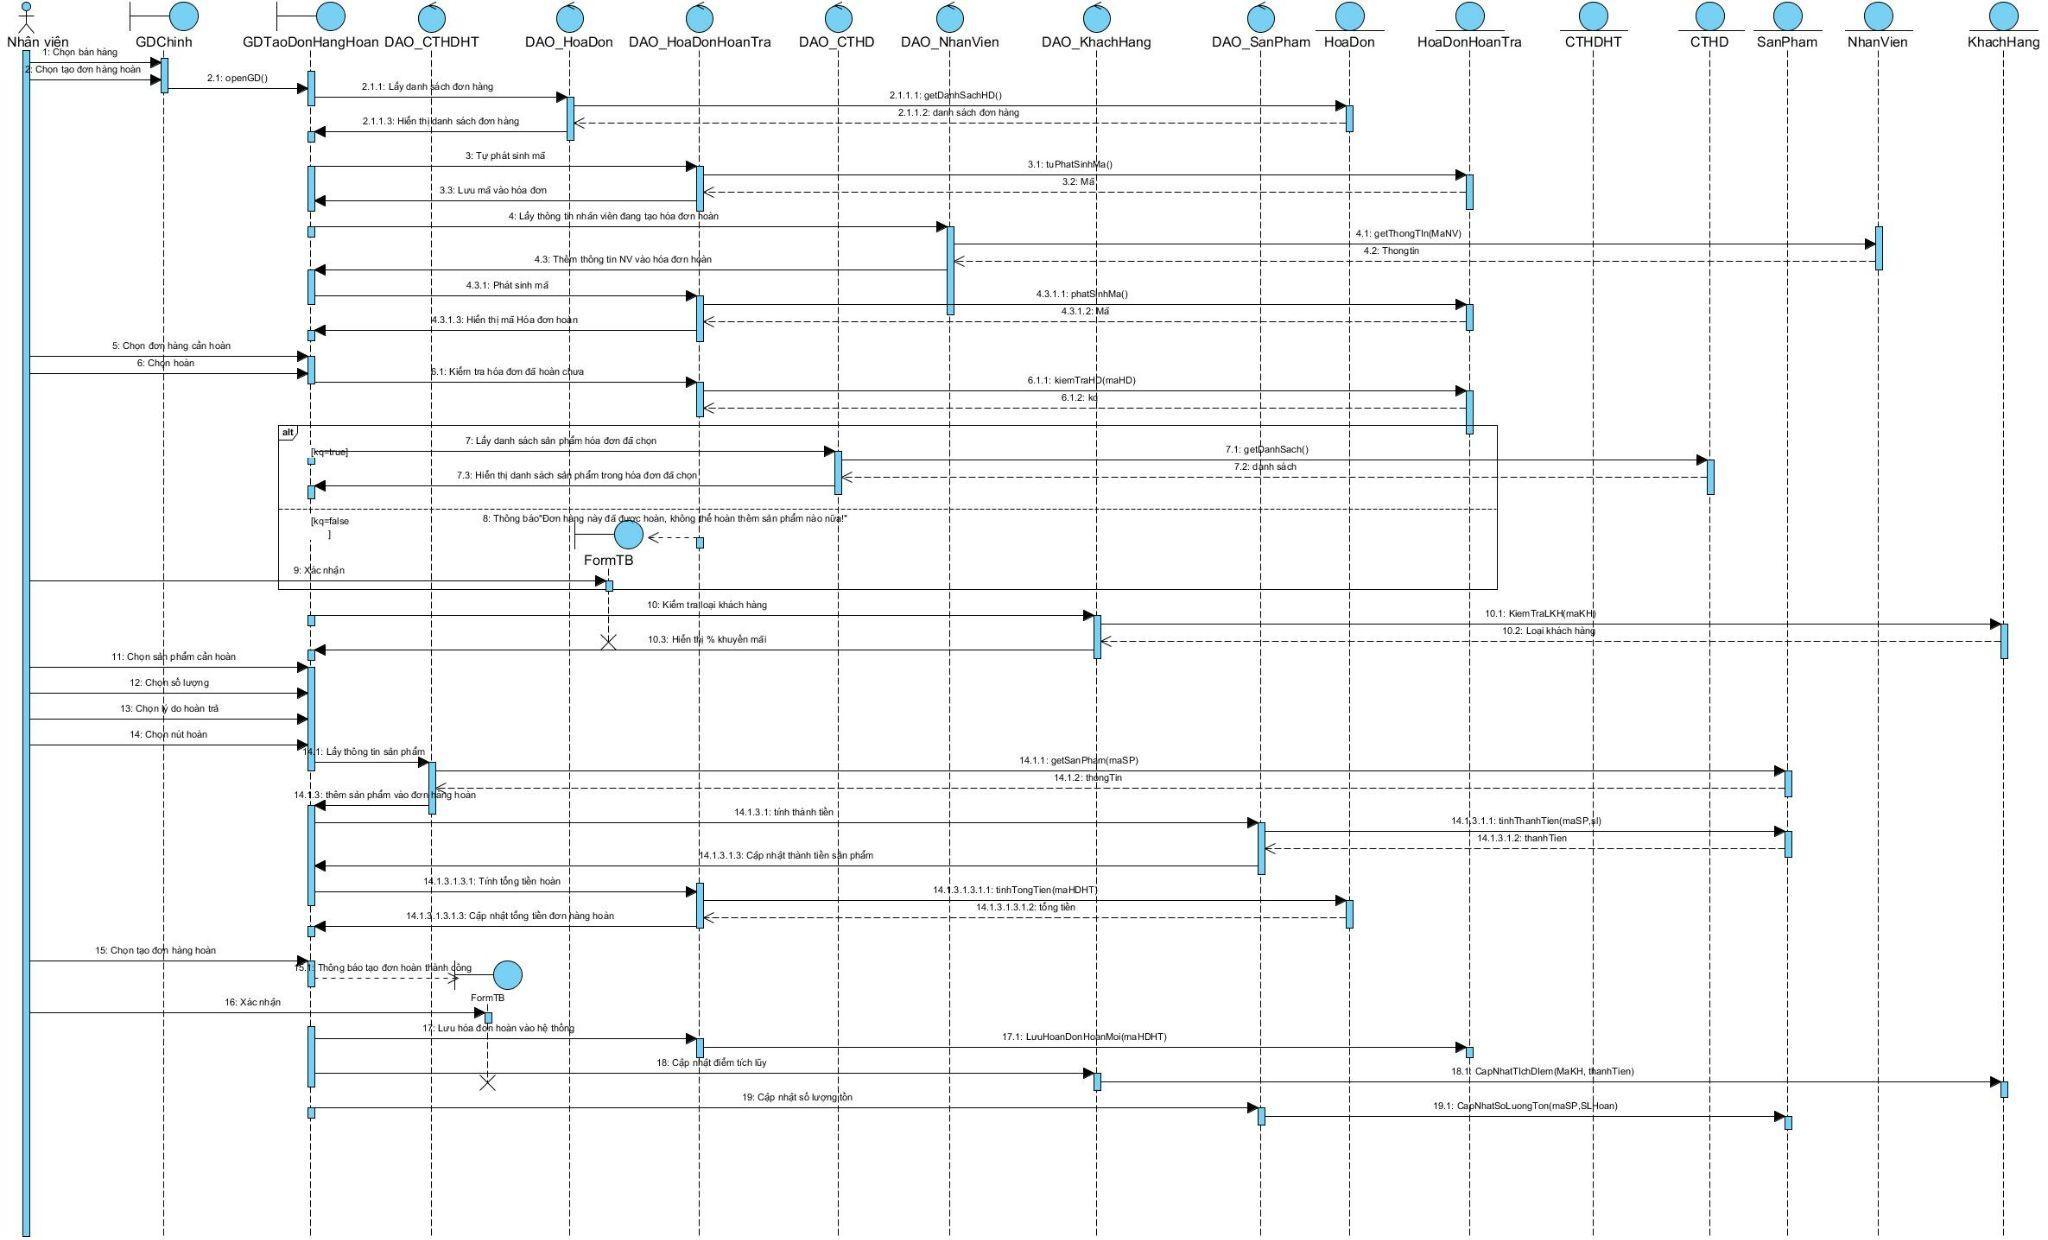 Nhân viên
GDChinh
GDTaoDonHangHoan
DAO_CTHDHT
DAO_HoaDon
DAO_HoaDonHoanTra
DAO_CTHD
DAO_NhanVien
DAO_KhachHang
DAO_SanPham
HoaDon
HoaDonHoanTra
CTHDHT
CTHD
SanPham
NhanVien
KhachHang
1: Chọn bán hàng
2: Chọn tạo đơn hàng hoàn
2.1: openGD()
2.1.1: Lấy danh sách đơn hàng
2.1.1.1: getDanhSachHD()
2.1.1.2: danh sách đơn hàng
2.1.1.3: Hiển thị danh sách đơn hàng
3: Tự phát sinh mã
3.1: tuPhatSinhMa()
3.2: Mã
3.3: Lưu mã vào hóa đơn
4: Lấy thông tin nhân viên đang tạo hóa đơn hoàn
4.1: getThongTIn(MaNV)
4.2: Thongtin
4.3: Thêm thông tin NV vào hóa đơn hoàn
4.3.1: Phát sinh mã
4.3.1.1: phatSinhMa()
4.3.1.2: Mã
4.3.1.3: Hiển thị mã Hóa đơn hoàn
5: Chọn đơn hàng cần hoàn
6: Chọn hoàn
6.1: Kiểm tra hóa đơn đã hoàn chưa
6.1.1: kiemTraHD(maHD)
6.1.2: kq
alt
7: Lấy danh sách sản phẩm hóa đơn đã chọn
[kq=true]
7.1: getDanhSach()
7.2: danh sách
7.3: Hiển thị danh sách sản phẩm trong hóa đơn đã chọn
[kq=false
]
8: Thông báo"Đơn hàng này đã được hoàn, không thể hoàn thêm sản phẩm nào nữa!"
FormTB
9: Xác nhận
10: Kiểm tra loại khách hàng
10.1: KiemTraLKH(maKH)
10.2: Loại khách hàng
10.3: Hiển thị % khuyến mãi
11: Chọn sản phẩm cần hoàn
12: Chọn số lượng
13: Chọn lý do hoàn trả
14: Chọn nút hoàn
14.1: Lấy thông tin sản phẩm
14.1.1: getSanPham(maSP)
14.1.2: thongTin
14.1.3: thêm sản phẩm vào đơn hàng hoàn
14.1.3.1: tính thành tiền
14.1.3.1.1: tinhThanhTien(maSP,sl)
14.1.3.1.2: thanhTien
14.1.3.1.3: Cập nhật thành tiền sản phẩm
14.1.3.1.3.1: Tính tổng tiền hoàn
14.1.3.1.3.1.1: tinhTongTien(maHDHT)
14.1.3.1.3.1.2: tổng tiền
14.1.3.1.3.1.3: Cập nhật tổng tiền đơn hàng hoàn
15: Chọn tạo đơn hàng hoàn
15.1: Thông báo tạo đơn hoàn thành công
FormTB
16: Xác nhận
17: Lưu hóa đơn hoàn vào hệ thống
17.1: LưuHoanDonHoanMoi(maHDHT)
18: Cập nhật điểm tích lũy
18.1: CapNhatTIchDIem(MaKH, thanhTien)
19: Cập nhật số lượng tồn
19.1: CapNhatSoLuongTon(maSP,SLHoan)